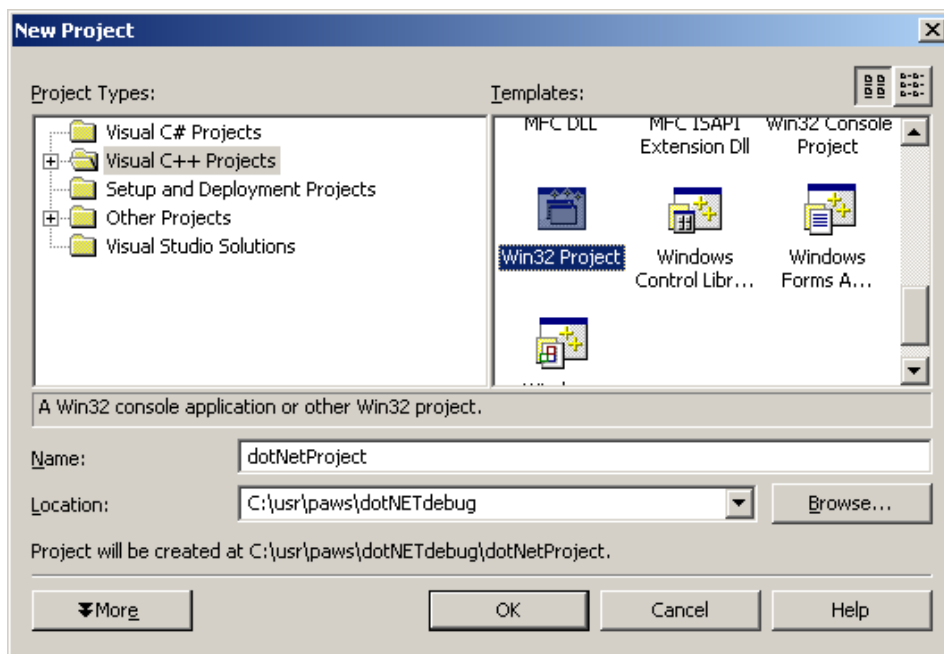 New Project
Project Types:
Templates:
Visual C# Projects
Visual C++ Projects
Setup and Deployment Projects
Other Projects
Visual Studio Solutions
MFC DLL
MFC ISAPI
Extension Dll
Win32 Console
Project
Win32 Project
Windows
Control Libr...
Windows
Forms A...
A Win32 console application or other Win32 project.
Name:
dotNetProject
Location:
C:\usr\paws\dotNETdebug
Browse...
Project will be created at C:\usr\paws\dotNETdebug\dotNetProject.
More
OK
Cancel
Help